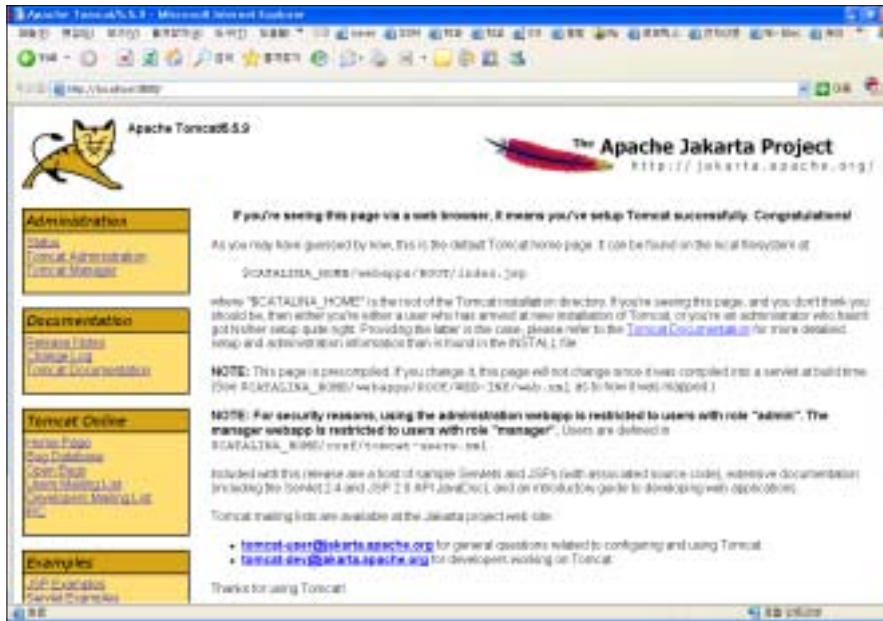 Apache Tomcat/5.5.9 - Microsoft Internet Explorer
http://localhost:8080/
Apache Tomcat/5.5.9
The Apache Jakarta Project
http://jakarta.apache.org/
Administration
Status
Tomcat Administration
Tomcat Manager
Documentation
Release Notes
Change Log
Tomcat Documentation
Tomcat Online
Home Page
Bug Database
Open Bugs
Users Mailing List
Developers Mailing List
IRC
Examples
JSP Examples
Servlet Examples
If you're seeing this page via a web browser, it means you've setup Tomcat successfully. Congratulations!
As you may have guessed by now, this is the default Tomcat home page. It can be found on the local filesystem at:
$CATALINA_HOME/webapps/ROOT/index.jsp
where "$CATALINA_HOME" is the root of the Tomcat installation directory. If you're seeing this page, and you don't think you
should be, then either you're either a user who has arrived at new installation of Tomcat, or you're an administrator who hasn't
got his/her setup quite right. Providing the latter is the case, please refer to the Tomcat Documentation for more detailed
setup and administration information than is found in the INSTALL file.
NOTE: This page is precompiled. If you change it, this page will not change since it was compiled into a servlet at build time.
(See $CATALINA_HOME/webapps/ROOT/WEB-INF/web.xml as to how it was mapped.)
NOTE: For security reasons, using the administration webapp is restricted to users with role "admin". The
manager webapp is restricted to users with role "manager". Users are defined in
$CATALINA_HOME/conf/tomcat-users.xml.
Included with this release are a host of sample Servlets and JSPs (with associated source code), extensive documentation
(including the Servlet 2.4 and JSP 2.0 API JavaDoc), and an introductory guide to developing web applications.
Tomcat mailing lists are available at the Jakarta project web site:
• tomcat-user@jakarta.apache.org for general questions related to configuring and using Tomcat
• tomcat-dev@jakarta.apache.org for developers working on Tomcat
Thanks for using Tomcat!